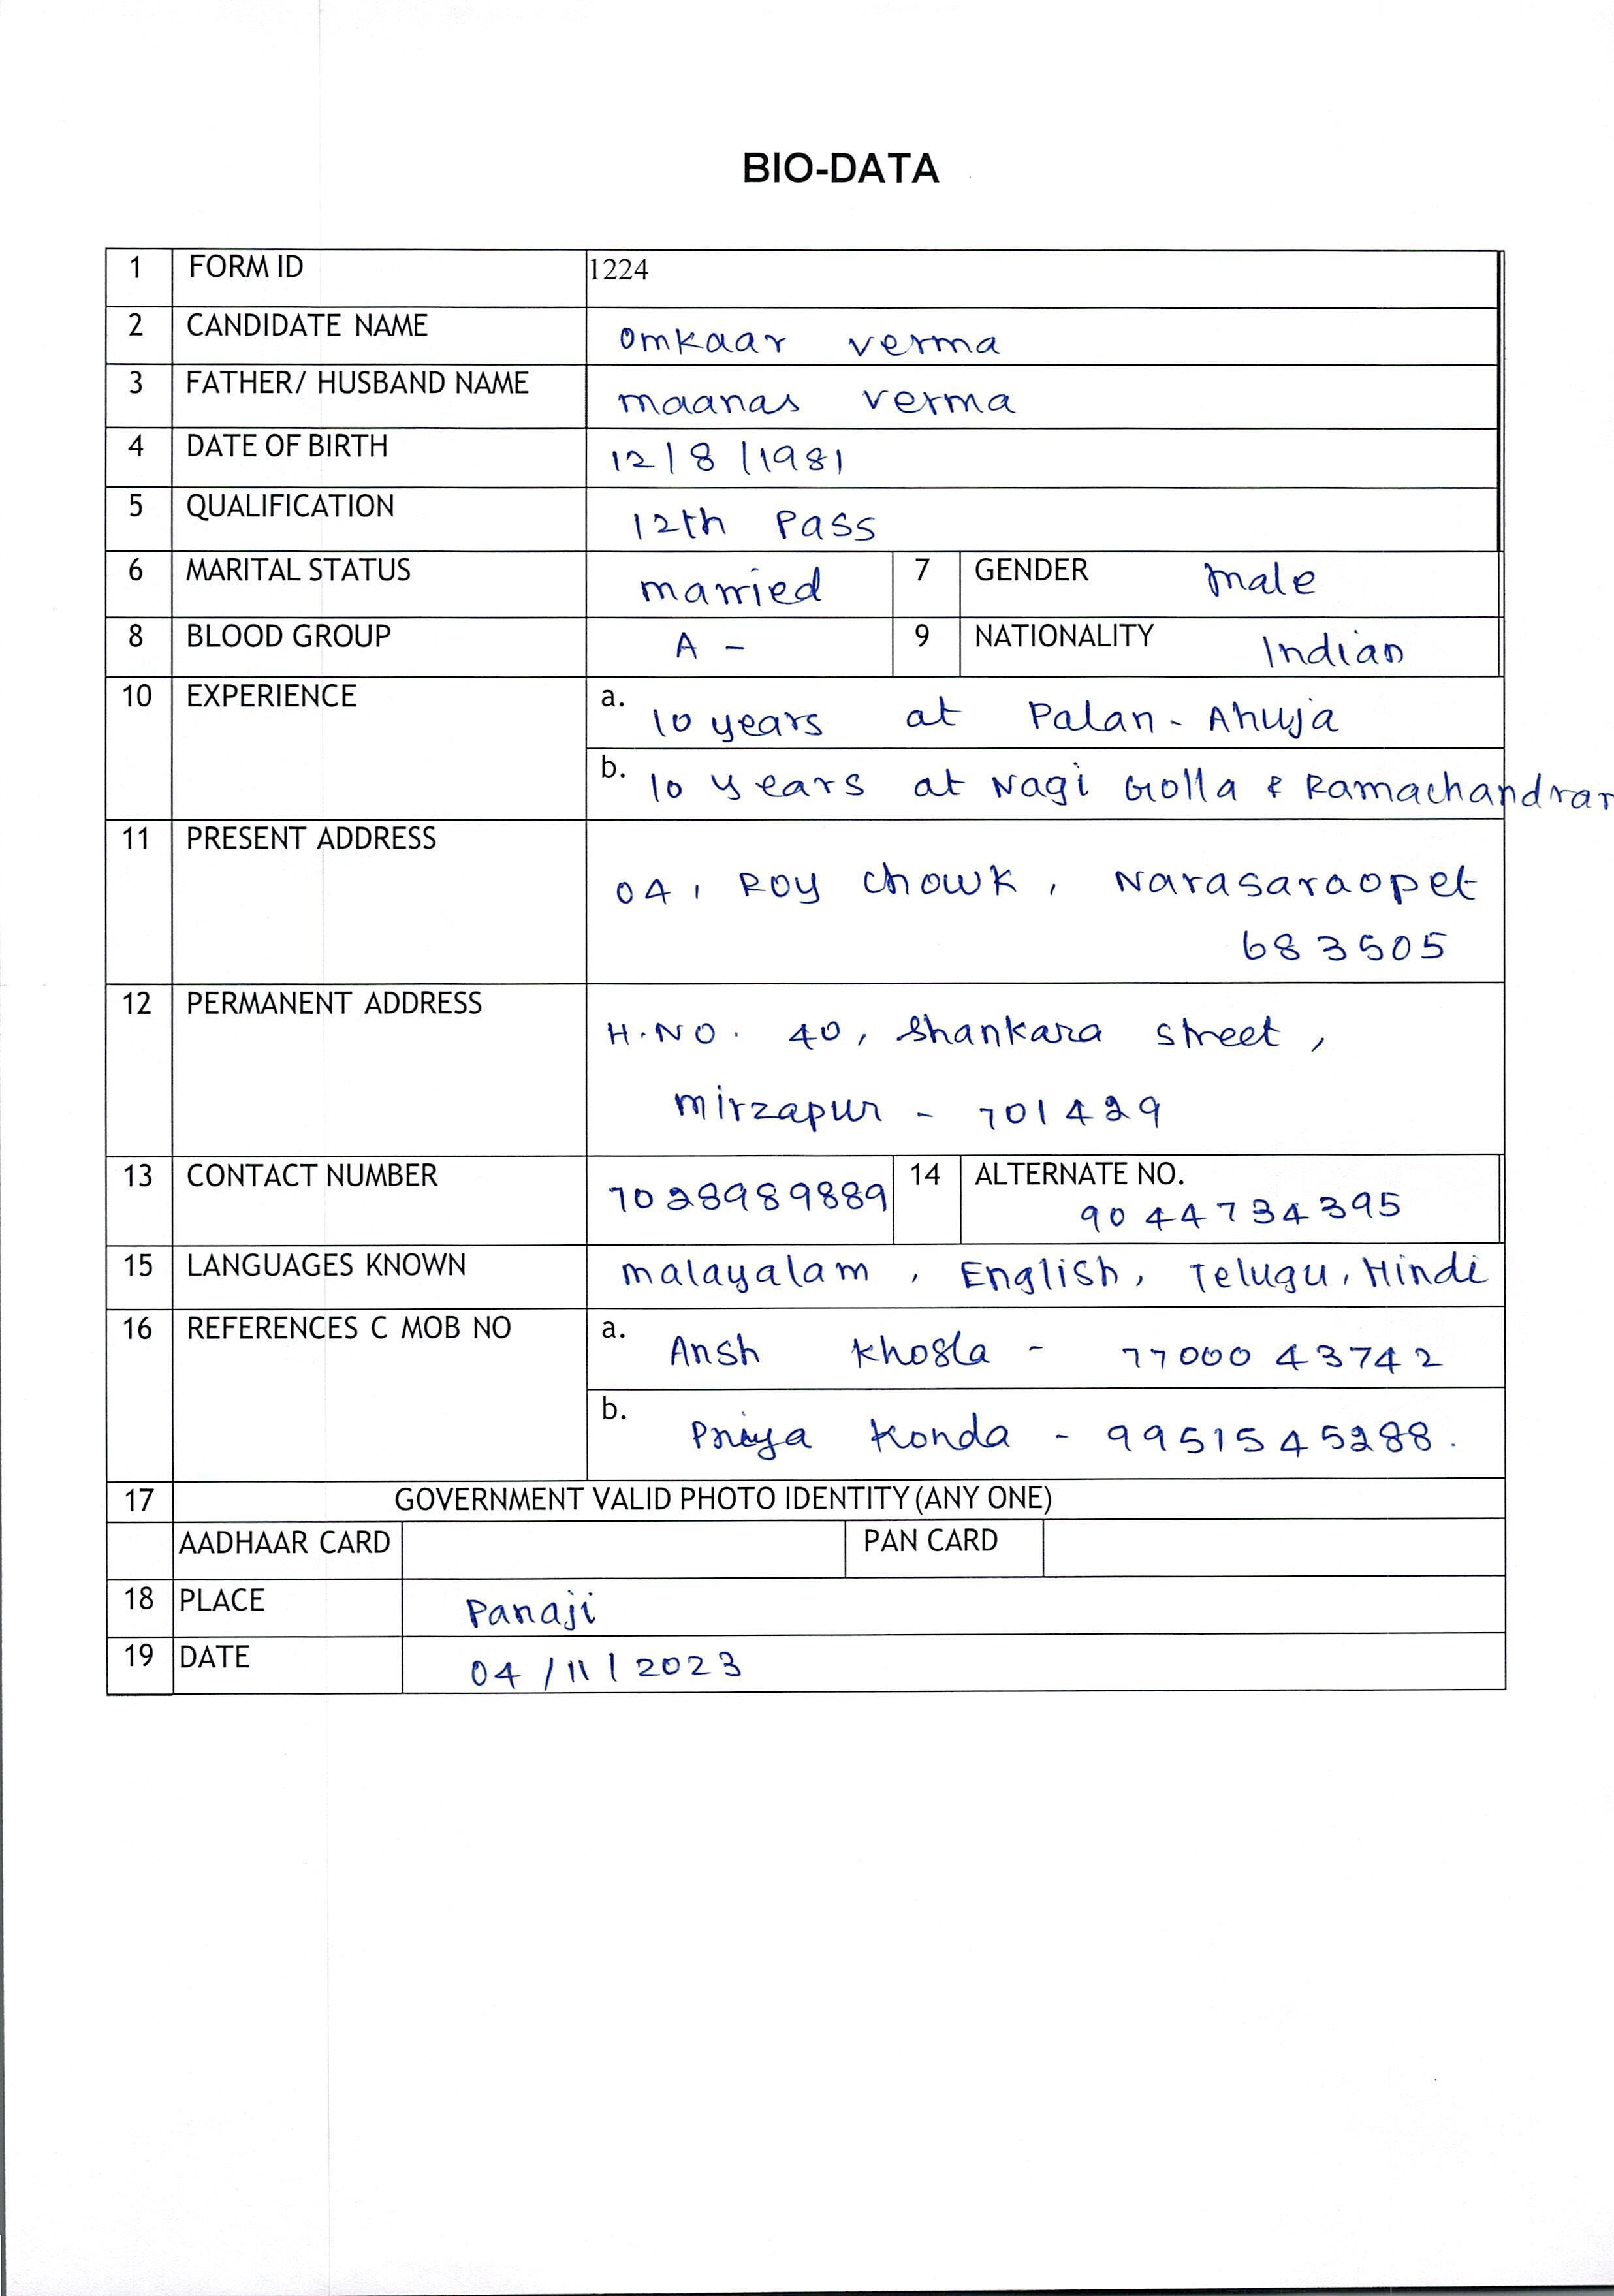 BIO-DATA
1 FORM ID 1224
2 CANDIDATE NAME Omkaar verma
3 FATHER/ HUSBAND NAME maanas verma
4 DATE OF BIRTH 12/8/1981
5 QUALIFICATION 12th Pass
6 MARITAL STATUS married 7 GENDER male
8 BLOOD GROUP A - 9 NATIONALITY Indian
10 EXPERIENCE a. 10 years at Palan - Ahuja
b. 10 years at Nagi Golla & Ramachandran
11 PRESENT ADDRESS
04, Roy chowk, Narasaraopet
683505
12 PERMANENT ADDRESS H.NO. 40, Shankara street,
mirzapur - 701429
13 CONTACT NUMBER 7028989889 14 ALTERNATE NO.
9044734395
15 LANGUAGES KNOWN malayalam, English, Telugu, Hindi
16 REFERENCES C MOB NO a. Ansh Khosla - 7700043742
b. Priya Konda - 9951545288.
17 GOVERNMENT VALID PHOTO IDENTITY (ANY ONE)
AADHAAR CARD PAN CARD
18 PLACE Panaji
19 DATE 04/11/2023